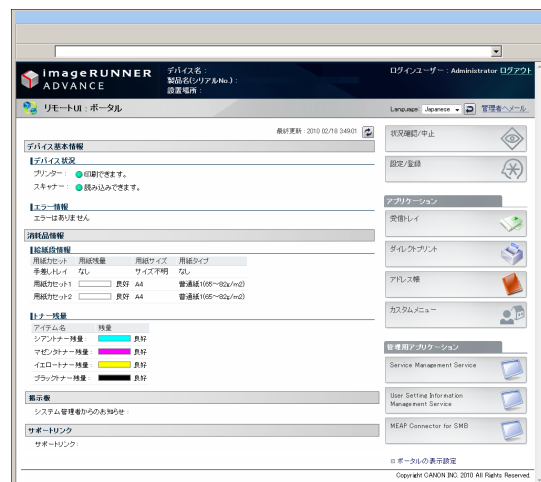 imageRUNNER
ADVANCE
デバイス名 :
製品名(シリアルNo.) :
設置場所 :
ログインユーザー : Administrator ログアウト
リモートUI : ポータル
Language: Japanese 管理者へメール
最終更新 : 2010 02/16 3:49:01
デバイス基本情報
デバイス状況
プリンター : 印刷できます。
スキャナー : 読み込みできます。
エラー情報
エラーはありません
消耗品情報
給紙段情報
用紙カセット 用紙残量 用紙サイズ 用紙タイプ
手差しトレイ なし サイズ不明 なし
用紙カセット1 良好 A4 普通紙1(65〜82g/m2)
用紙カセット2 良好 A4 普通紙1(65〜82g/m2)
トナー残量
アイテム名 残量
シアントナー残量 : 良好
マゼンタトナー残量 : 良好
イエロートナー残量 : 良好
ブラックトナー残量 : 良好
掲示板
システム管理者からのお知らせ :
サポートリンク
サポートリンク :
状況確認/中止
設定/登録
アプリケーション
受信トレイ
ダイレクトプリント
アドレス帳
カスタムメニュー
管理用アプリケーション
Service Management Service
User Setting Information
Management Service
MEAP Connector for SMB
ポータルの表示設定
Copyright CANON INC. 2010 All Rights Reserved